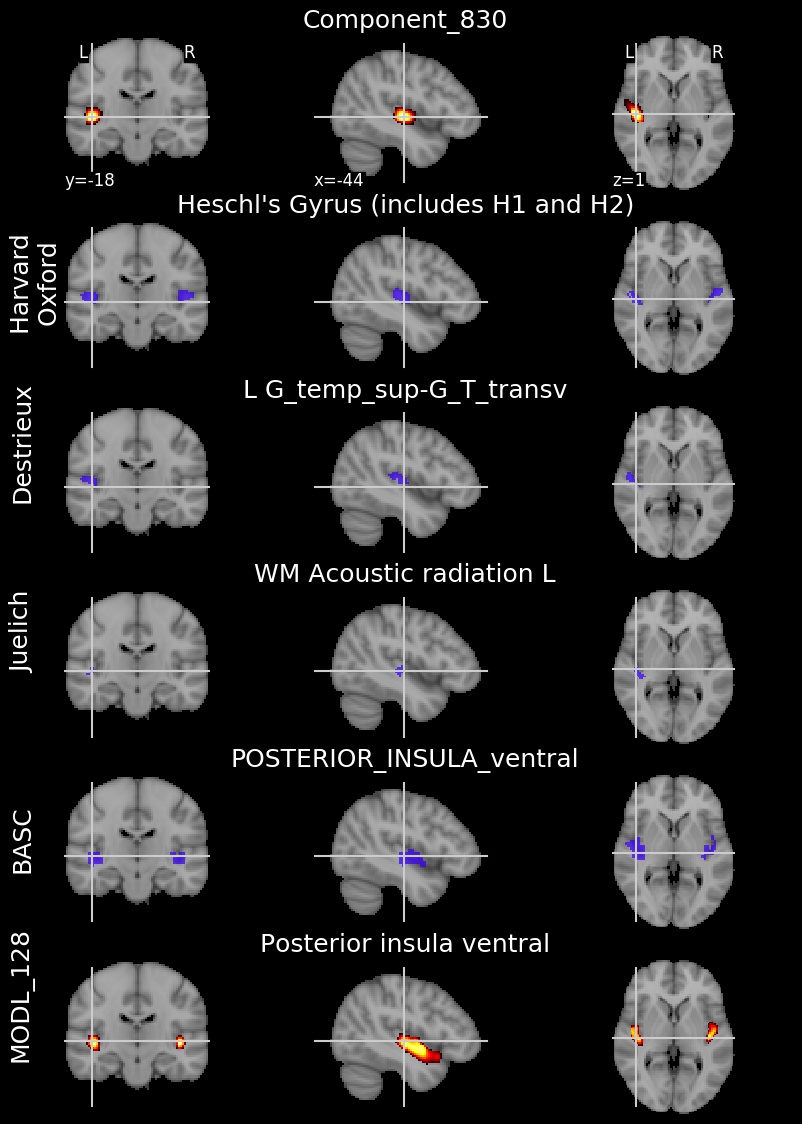 Component_830
L R
L R
y=-18
x=-44
z=1
Heschl's Gyrus (includes H1 and H2)
Harvard
Oxford
L G_temp_sup-G_T_transv
Destrieux
WM Acoustic radiation L
Juelich
POSTERIOR_INSULA_ventral
BASC
Posterior insula ventral
MODL_128